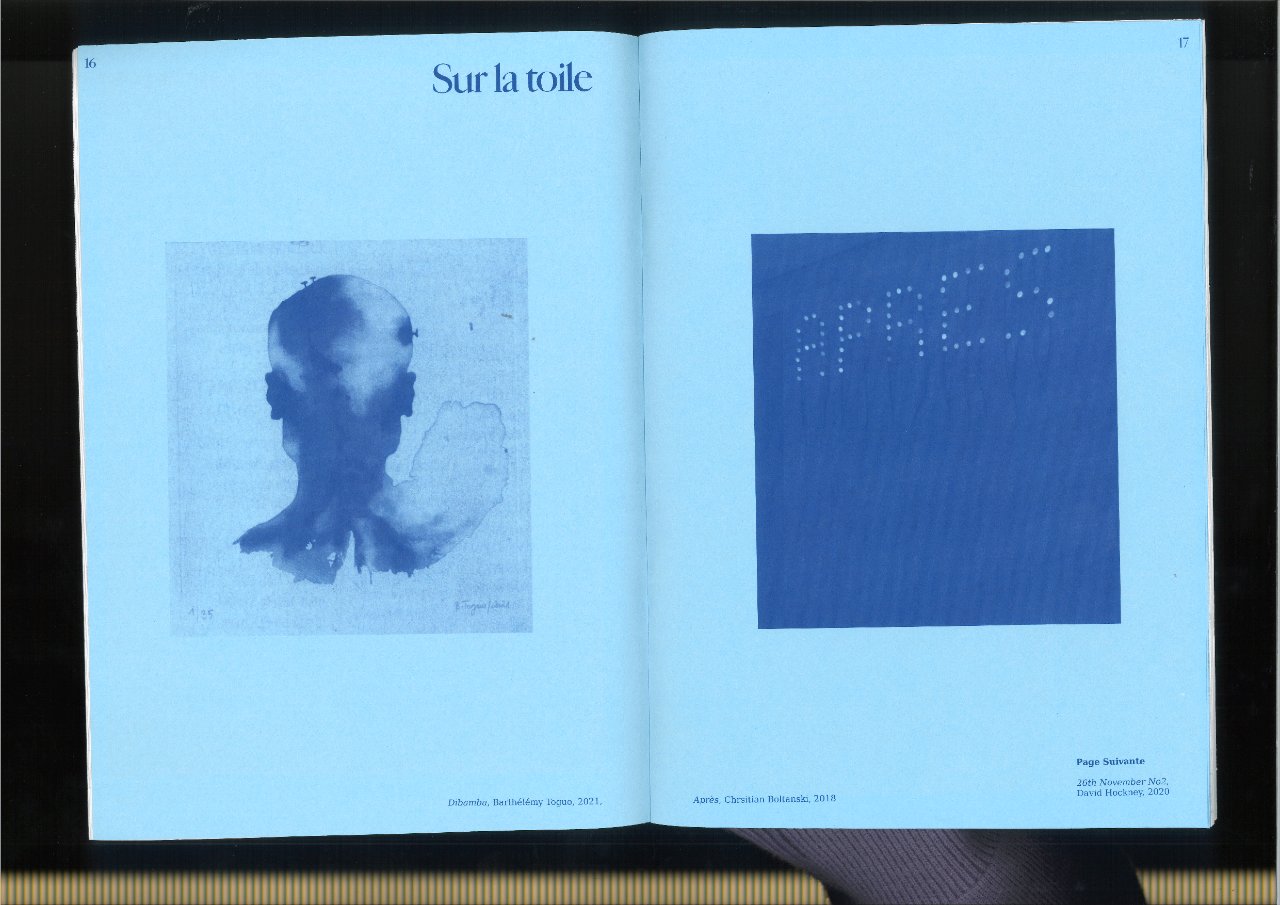 16
Sur la toile
1/35
B. Toguo
Dibamba, Barthélémy Toguo, 2021,
17
APRES
Après, Chrsitian Boltanski, 2018
Page Suivante
26th November No2,
David Hockney, 2020